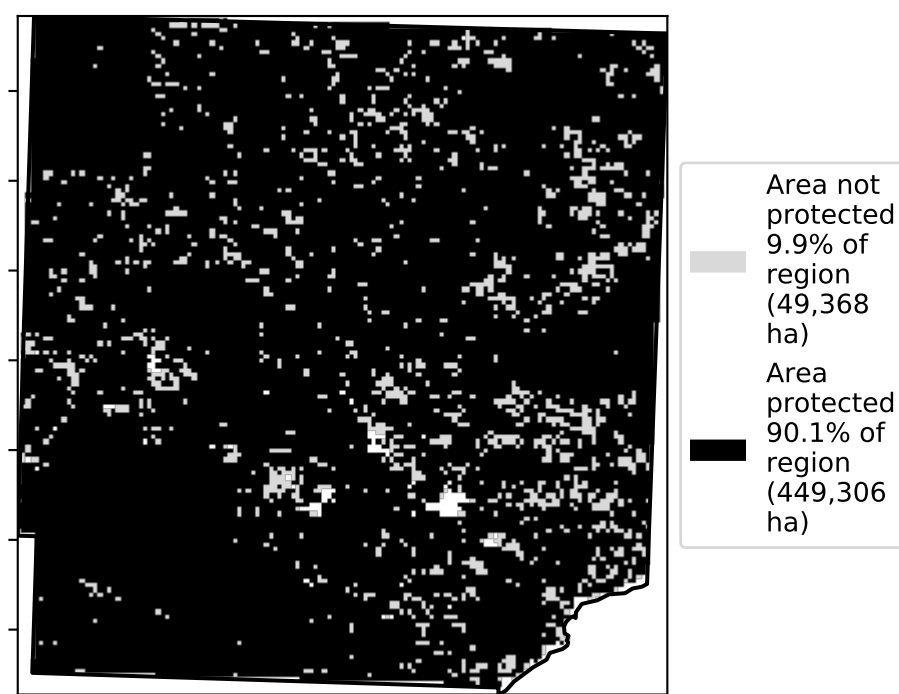 Area not
protected
9.9% of
region
(49,368
ha)
Area
protected
90.1% of
region
(449,306
ha)